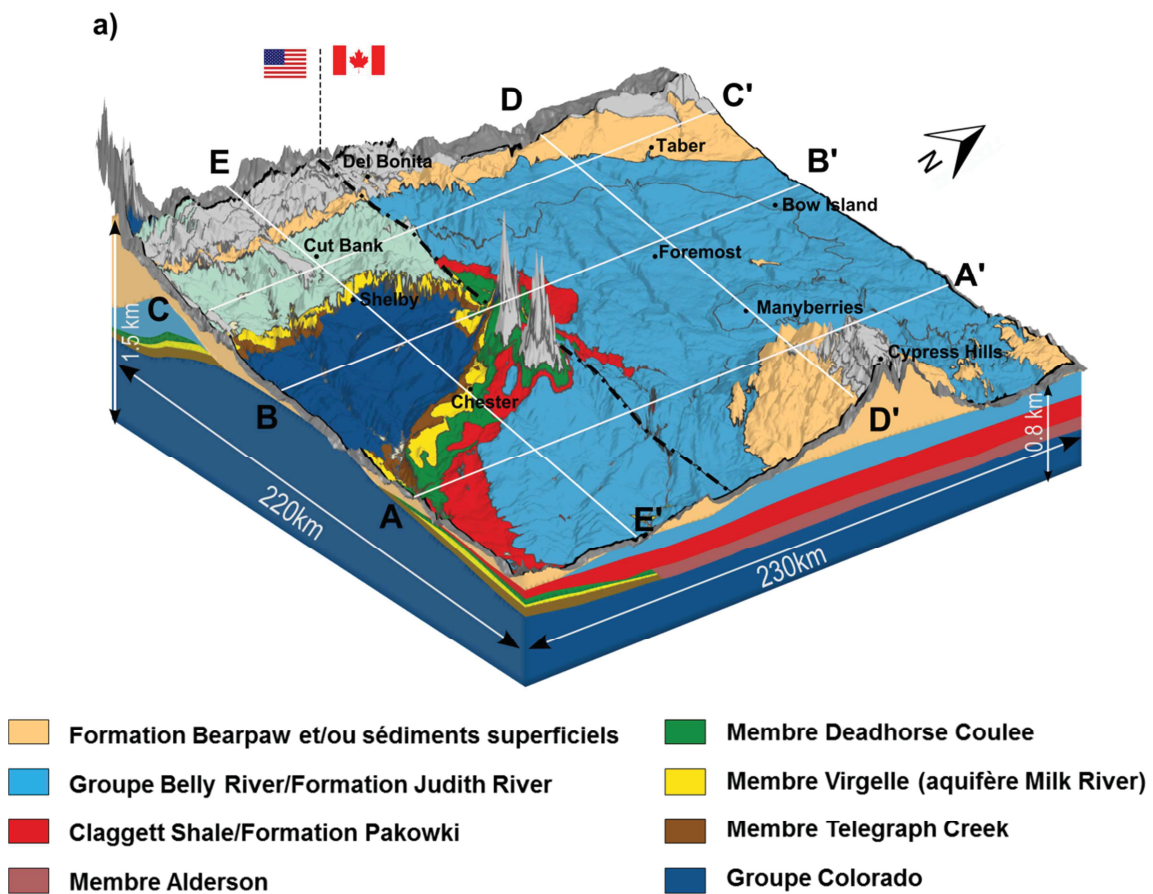 a)
D
C'
E
Del Bonita
Taber
N
B'
Bow Island
Cut Bank
Foremost
A'
C
Shelby
Manyberries
1.5 km
Cypress Hills
B
Chester
D'
0.8 km
A
E'
220km
230km
Formation Bearpaw et/ou sédiments superficiels
Groupe Belly River/Formation Judith River
Claggett Shale/Formation Pakowki
Membre Alderson
Membre Deadhorse Coulee
Membre Virgelle (aquifère Milk River)
Membre Telegraph Creek
Groupe Colorado